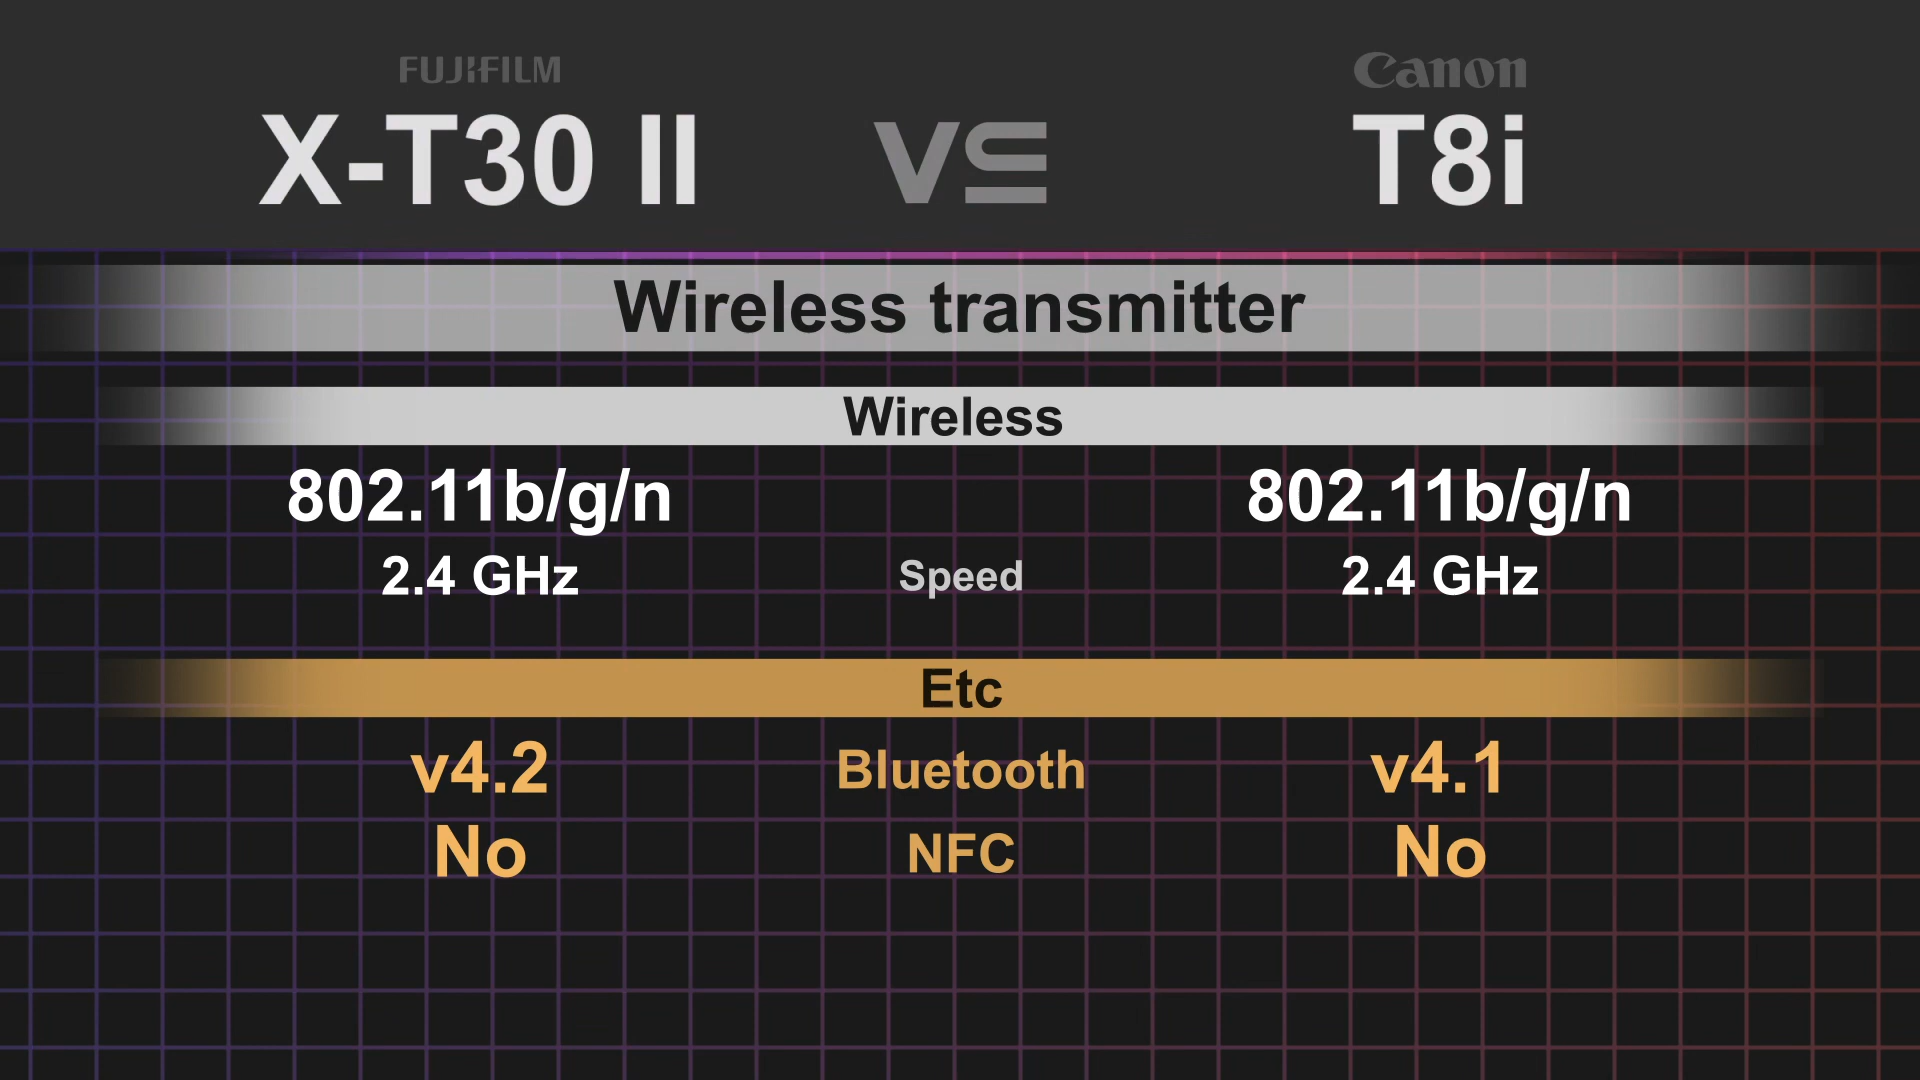 FUJIFILM
Canon
X-T30 II
VS
T8i
Wireless transmitter
Wireless
802.11b/g/n
802.11b/g/n
2.4 GHz
Speed
2.4 GHz
Etc
v4.2
Bluetooth
v4.1
No
NFC
No